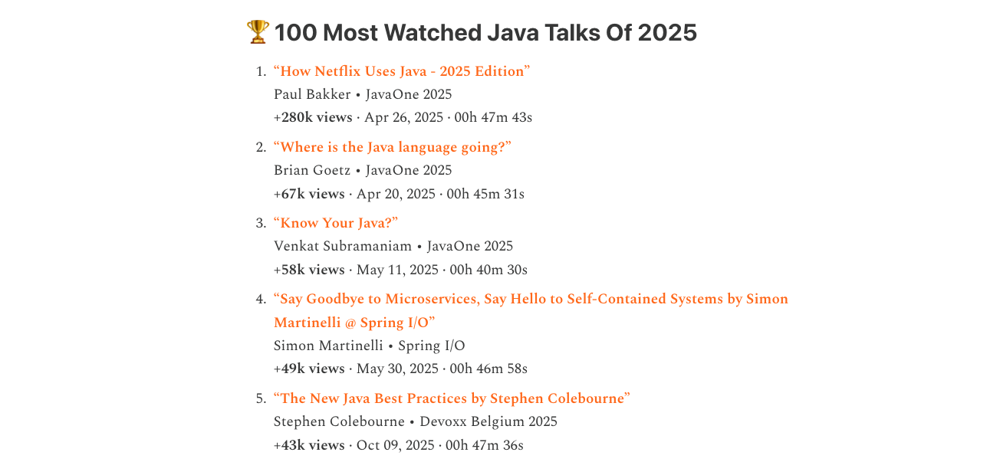 🏆 100 Most Watched Java Talks Of 2025
1. “How Netflix Uses Java - 2025 Edition”
Paul Bakker • JavaOne 2025
+280k views · Apr 26, 2025 · 00h 47m 43s
2. “Where is the Java language going?”
Brian Goetz • JavaOne 2025
+67k views · Apr 20, 2025 · 00h 45m 31s
3. “Know Your Java?”
Venkat Subramaniam • JavaOne 2025
+58k views · May 11, 2025 · 00h 40m 30s
4. “Say Goodbye to Microservices, Say Hello to Self-Contained Systems by Simon
Martinelli @ Spring I/O”
Simon Martinelli • Spring I/O
+49k views · May 30, 2025 · 00h 46m 58s
5. “The New Java Best Practices by Stephen Colebourne”
Stephen Colebourne • Devoxx Belgium 2025
+43k views · Oct 09, 2025 · 00h 47m 36s